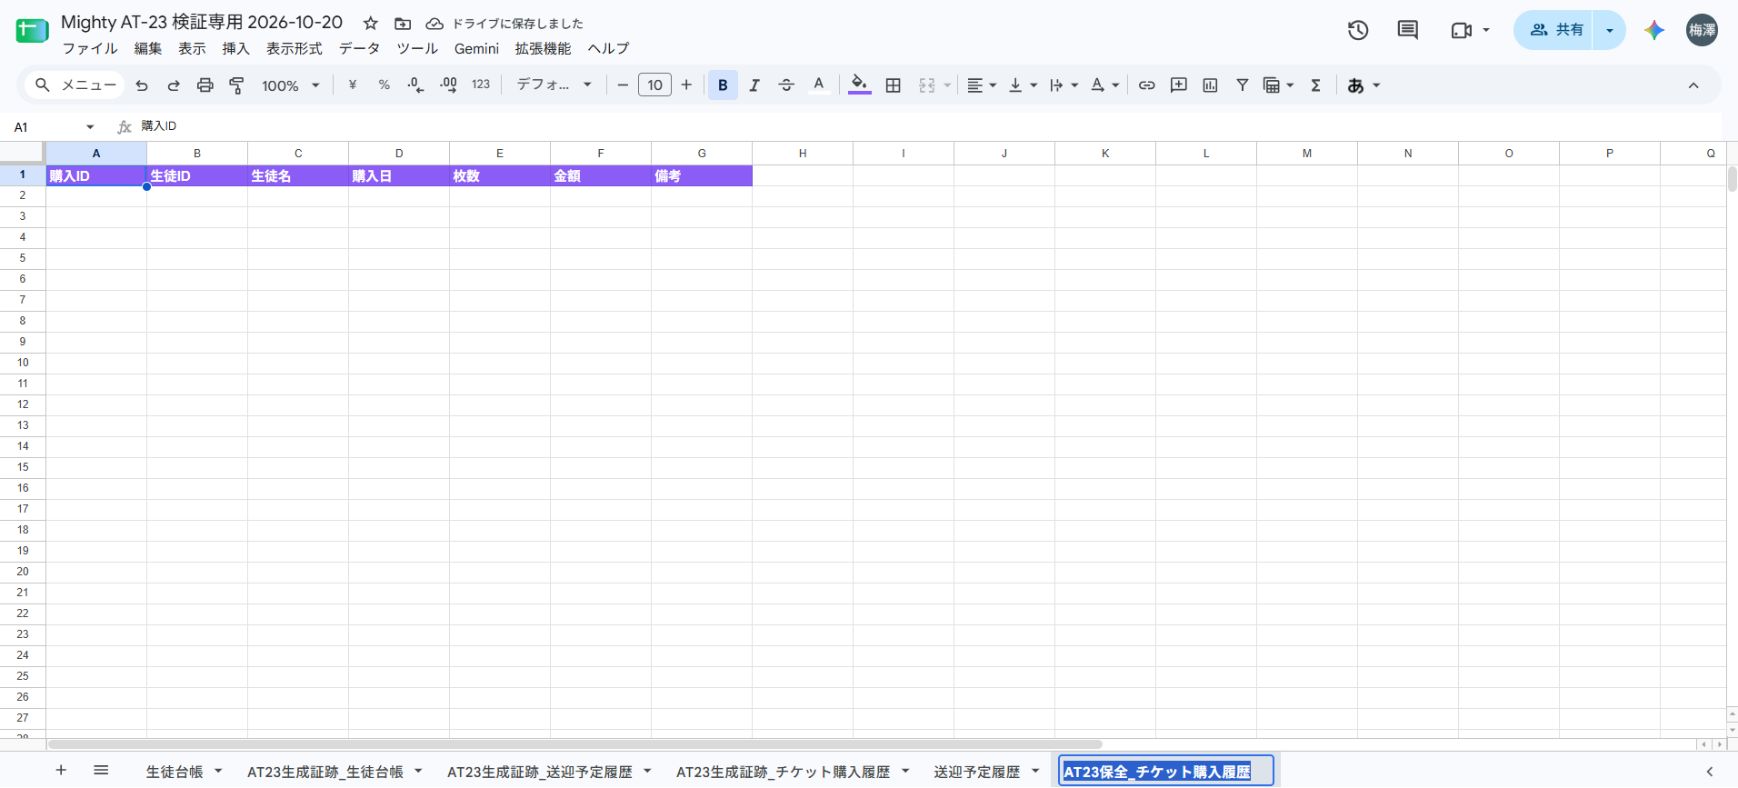 Mighty AT-23 検証専用 2026-10-20
ドライブに保存しました
ファイル 編集 表示 挿入 表示形式 データ ツール Gemini 拡張機能 ヘルプ
共有
梅澤
メニュー 100% ¥ % .0 .00 123 デフォ... 10 B I A あ
A1 fx 購入ID
A B C D E F G H I J K L M N O P Q
1 購入ID 生徒ID 生徒名 購入日 枚数 金額 備考
2
3
4
5
6
7
8
9
10
11
12
13
14
15
16
17
18
19
20
21
22
23
24
25
26
27
28
生徒台帳 AT23生成証跡_生徒台帳 AT23生成証跡_送迎予定履歴 AT23生成証跡_チケット購入履歴 送迎予定履歴 AT23保全_チケット購入履歴